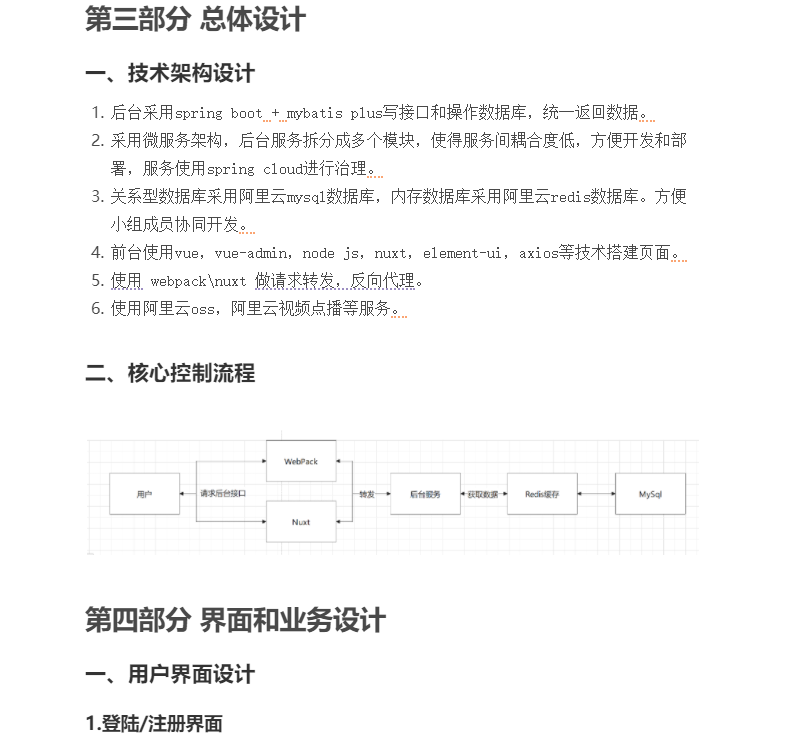 第三部分 总体设计
一、技术架构设计
1. 后台采用spring boot + mybatis plus写接口和操作数据库，统一返回数据。
2. 采用微服务架构，后台服务拆分成多个模块，使得服务间耦合度低，方便开发和部
署，服务使用spring cloud进行治理。
3. 关系型数据库采用阿里云mysql数据库，内存数据库采用阿里云redis数据库。方便
小组成员协同开发。
4. 前台使用vue，vue-admin，node js，nuxt，element-ui，axios等技术搭建页面。
5. 使用 webpack\nuxt 做请求转发，反向代理。
6. 使用阿里云oss，阿里云视频点播等服务。
二、核心控制流程
WebPack
用户
请求后台接口
转发
后台服务
获取数据
Redis缓存
MySql
Nuxt
第四部分 界面和业务设计
一、用户界面设计
1.登陆/注册界面